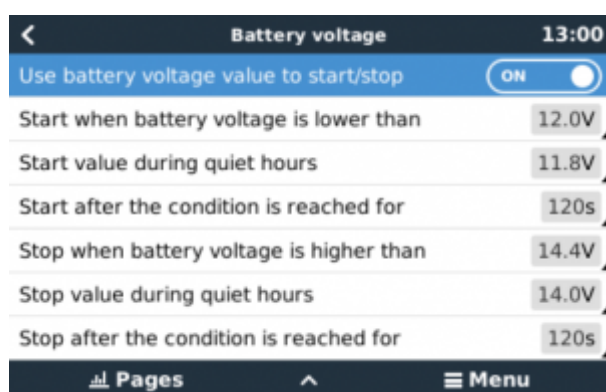 Battery voltage 13:00
Use battery voltage value to start/stop ON
Start when battery voltage is lower than 12.0V
Start value during quiet hours 11.8V
Start after the condition is reached for 120s
Stop when battery voltage is higher than 14.4V
Stop value during quiet hours 14.0V
Stop after the condition is reached for 120s
Pages Menu